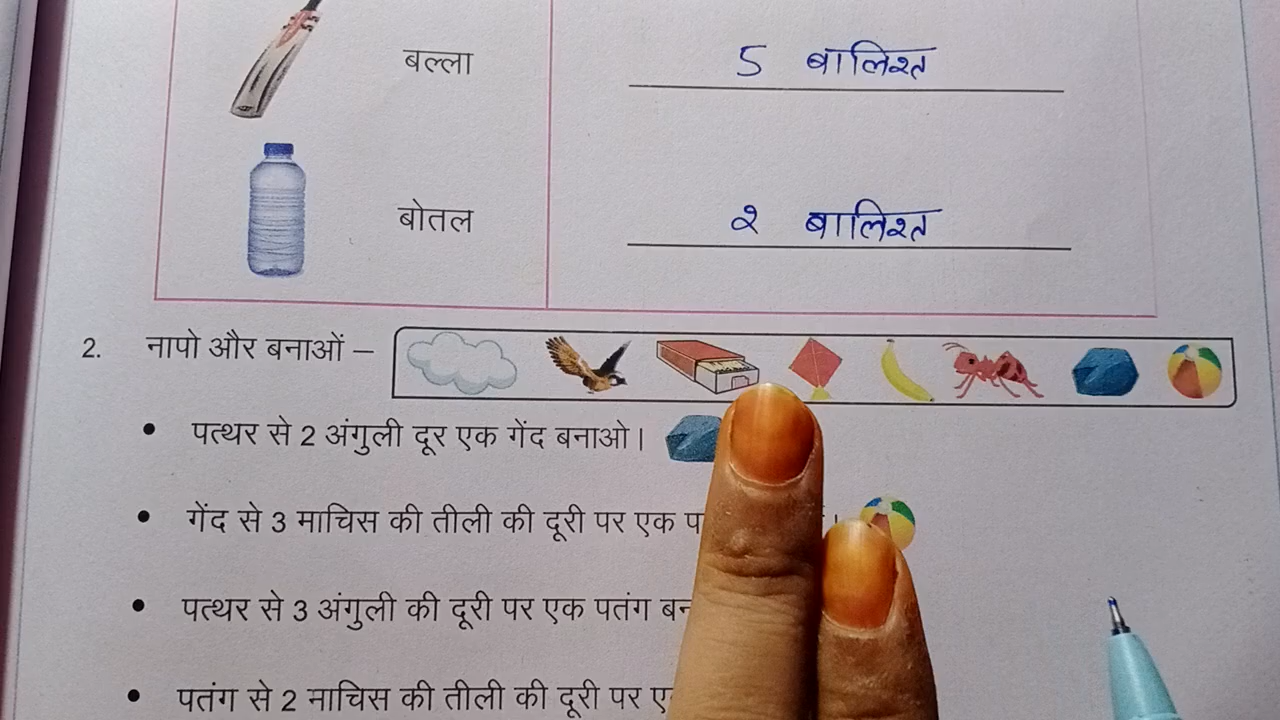 बल्ला 5 बालिश्त
बोतल २ बालिश्त
2. नापो और बनाओं –
• पत्थर से 2 अंगुली दूर एक गेंद बनाओ।
• गेंद से 3 माचिस की तीली की दूरी पर एक
• पत्थर से 3 अंगुली की दूरी पर एक पतंग
• पतंग से 2 माचिस की तीली की दूरी पर